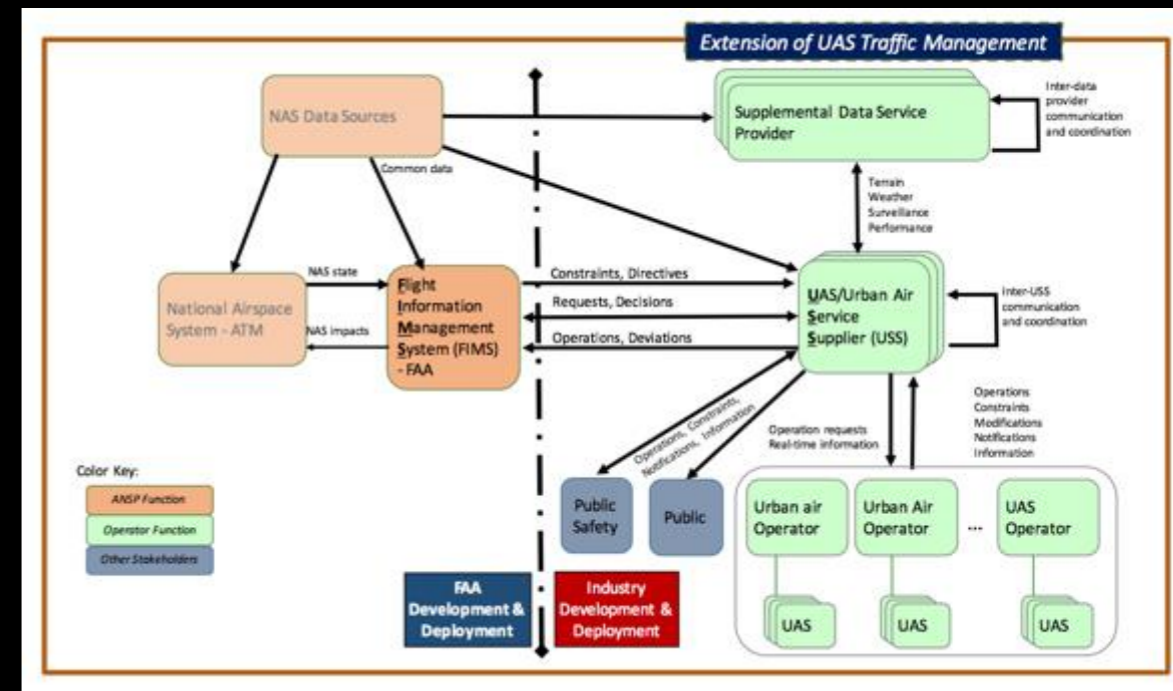 Extension of UAS Traffic Management
NAS Data Sources
Supplemental Data Service
Provider
Inter-data
provider
communication
and coordination
Common data
Terrain
Weather
Surveillance
Performance
National Airspace
System - ATM
NAS state
NAS impacts
Flight
Information
Management
System (FIMS)
- FAA
Constraints, Directives
Requests, Decisions
Operations, Deviations
UAS/Urban Air
Service
Supplier (USS)
Inter-USS
communication
and coordination
Operations, Constraints,
Notifications, Information
Operation requests
Real-time information
Operations
Constraints
Modifications
Notifications
Information
Color Key:
ANSP Function
Operator Function
Other Stakeholders
Public
Safety
Public
Urban air
Operator
Urban Air
Operator
...
UAS
Operator
UAS
UAS
UAS
FAA
Development &
Deployment
Industry
Development &
Deployment